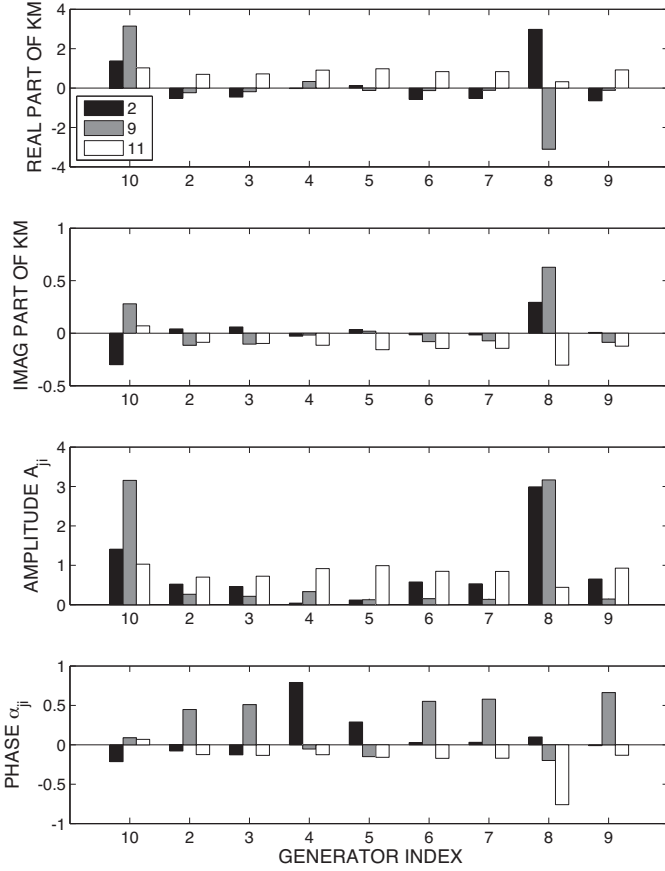 REAL PART OF KM
4
2
0
-2
-4
2
9
11
10 2 3 4 5 6 7 8 9
IMAG PART OF KM
1
0.5
0
-0.5
10 2 3 4 5 6 7 8 9
AMPLITUDE A_ji
4
3
2
1
0
10 2 3 4 5 6 7 8 9
PHASE α_ji
1
0.5
0
-0.5
-1
10 2 3 4 5 6 7 8 9
GENERATOR INDEX